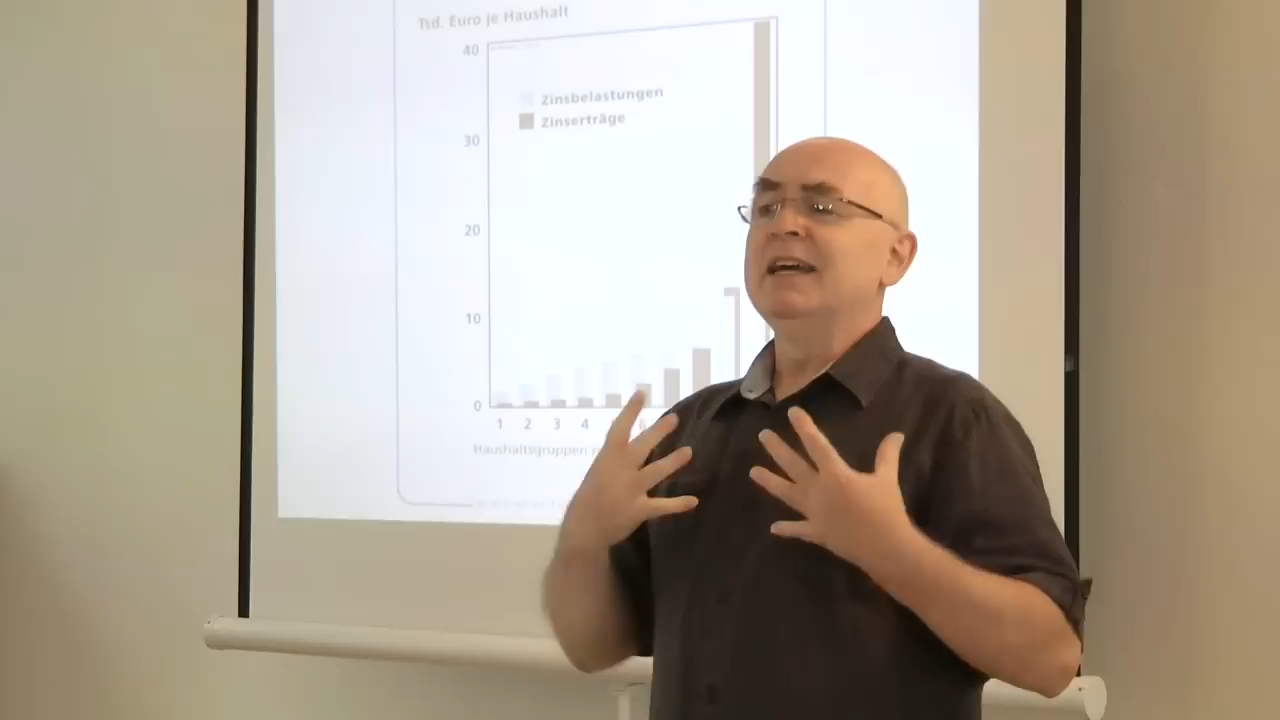 Tsd. Euro je Haushalt
40
Zinsbelastungen
Zinserträge
30
20
10
0
1 2 3 4
Haushaltsgruppen